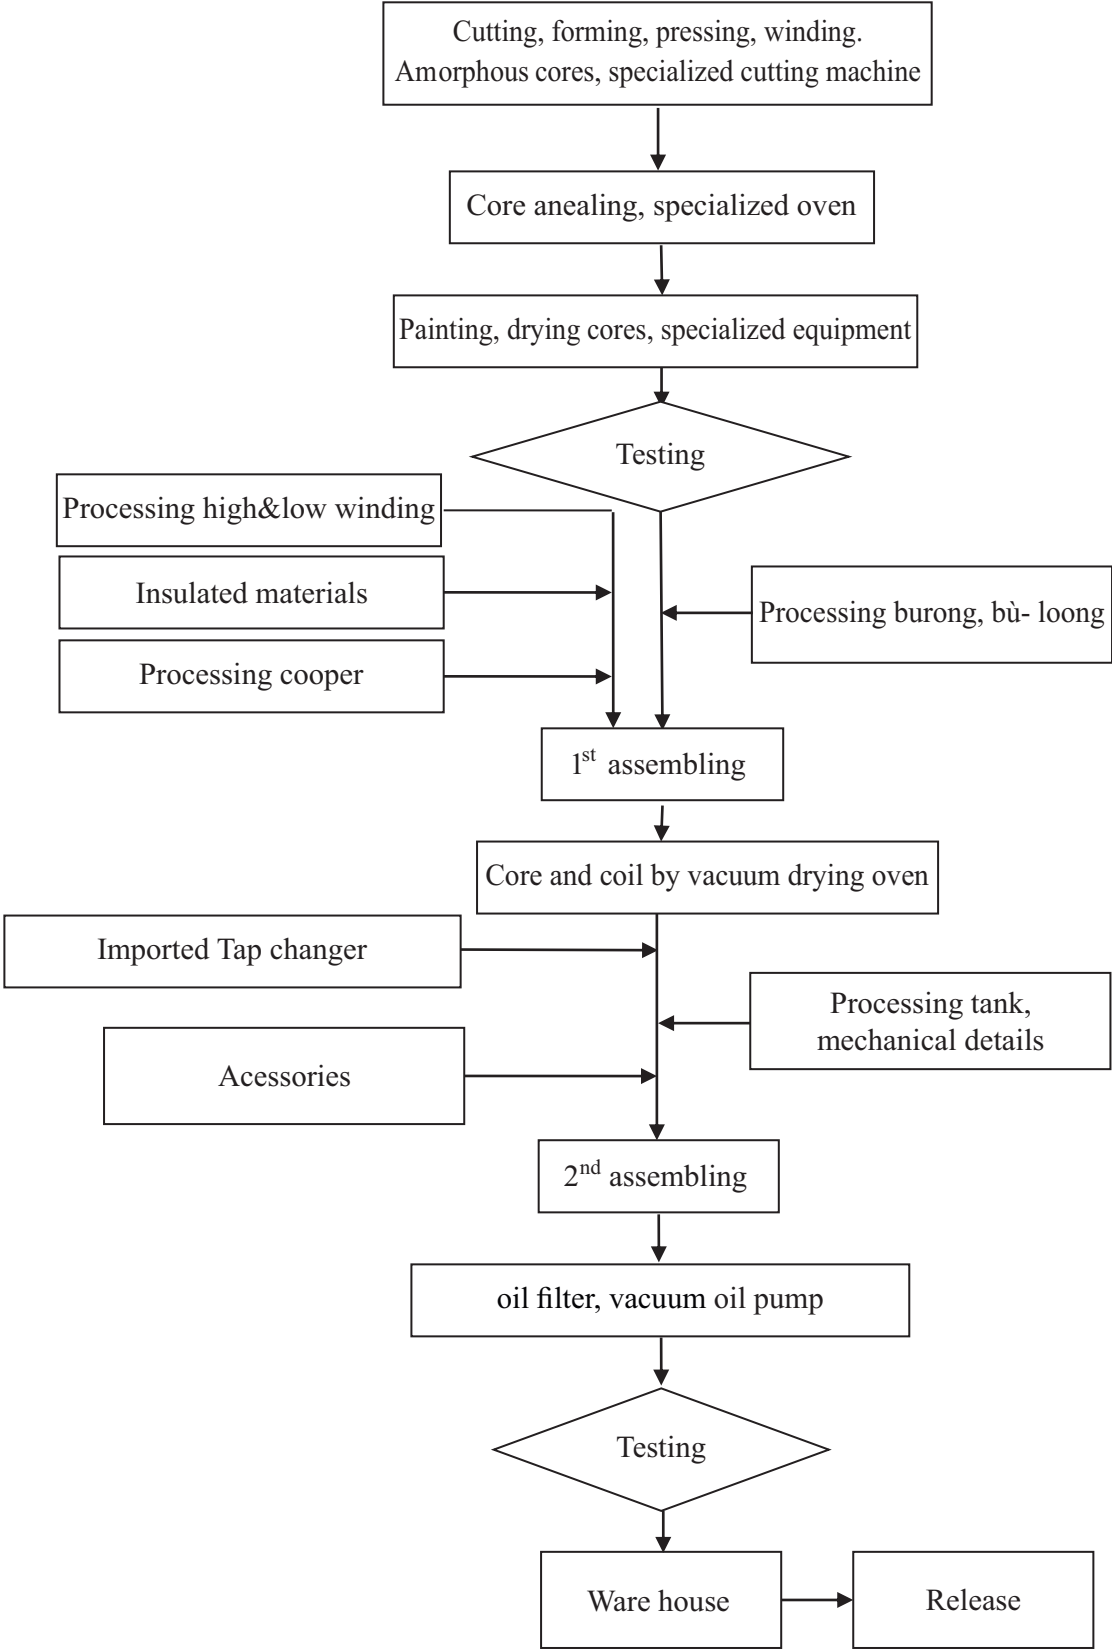 Cutting, forming, pressing, winding.
Amorphous cores, specialized cutting machine
Core anealing, specialized oven
Painting, drying cores, specialized equipment
Testing
Processing high&low winding
Insulated materials
Processing burong, bù- loong
Processing cooper
1st assembling
Core and coil by vacuum drying oven
Imported Tap changer
Processing tank,
mechanical details
Acessories
2nd assembling
oil filter, vacuum oil pump
Testing
Ware house
Release